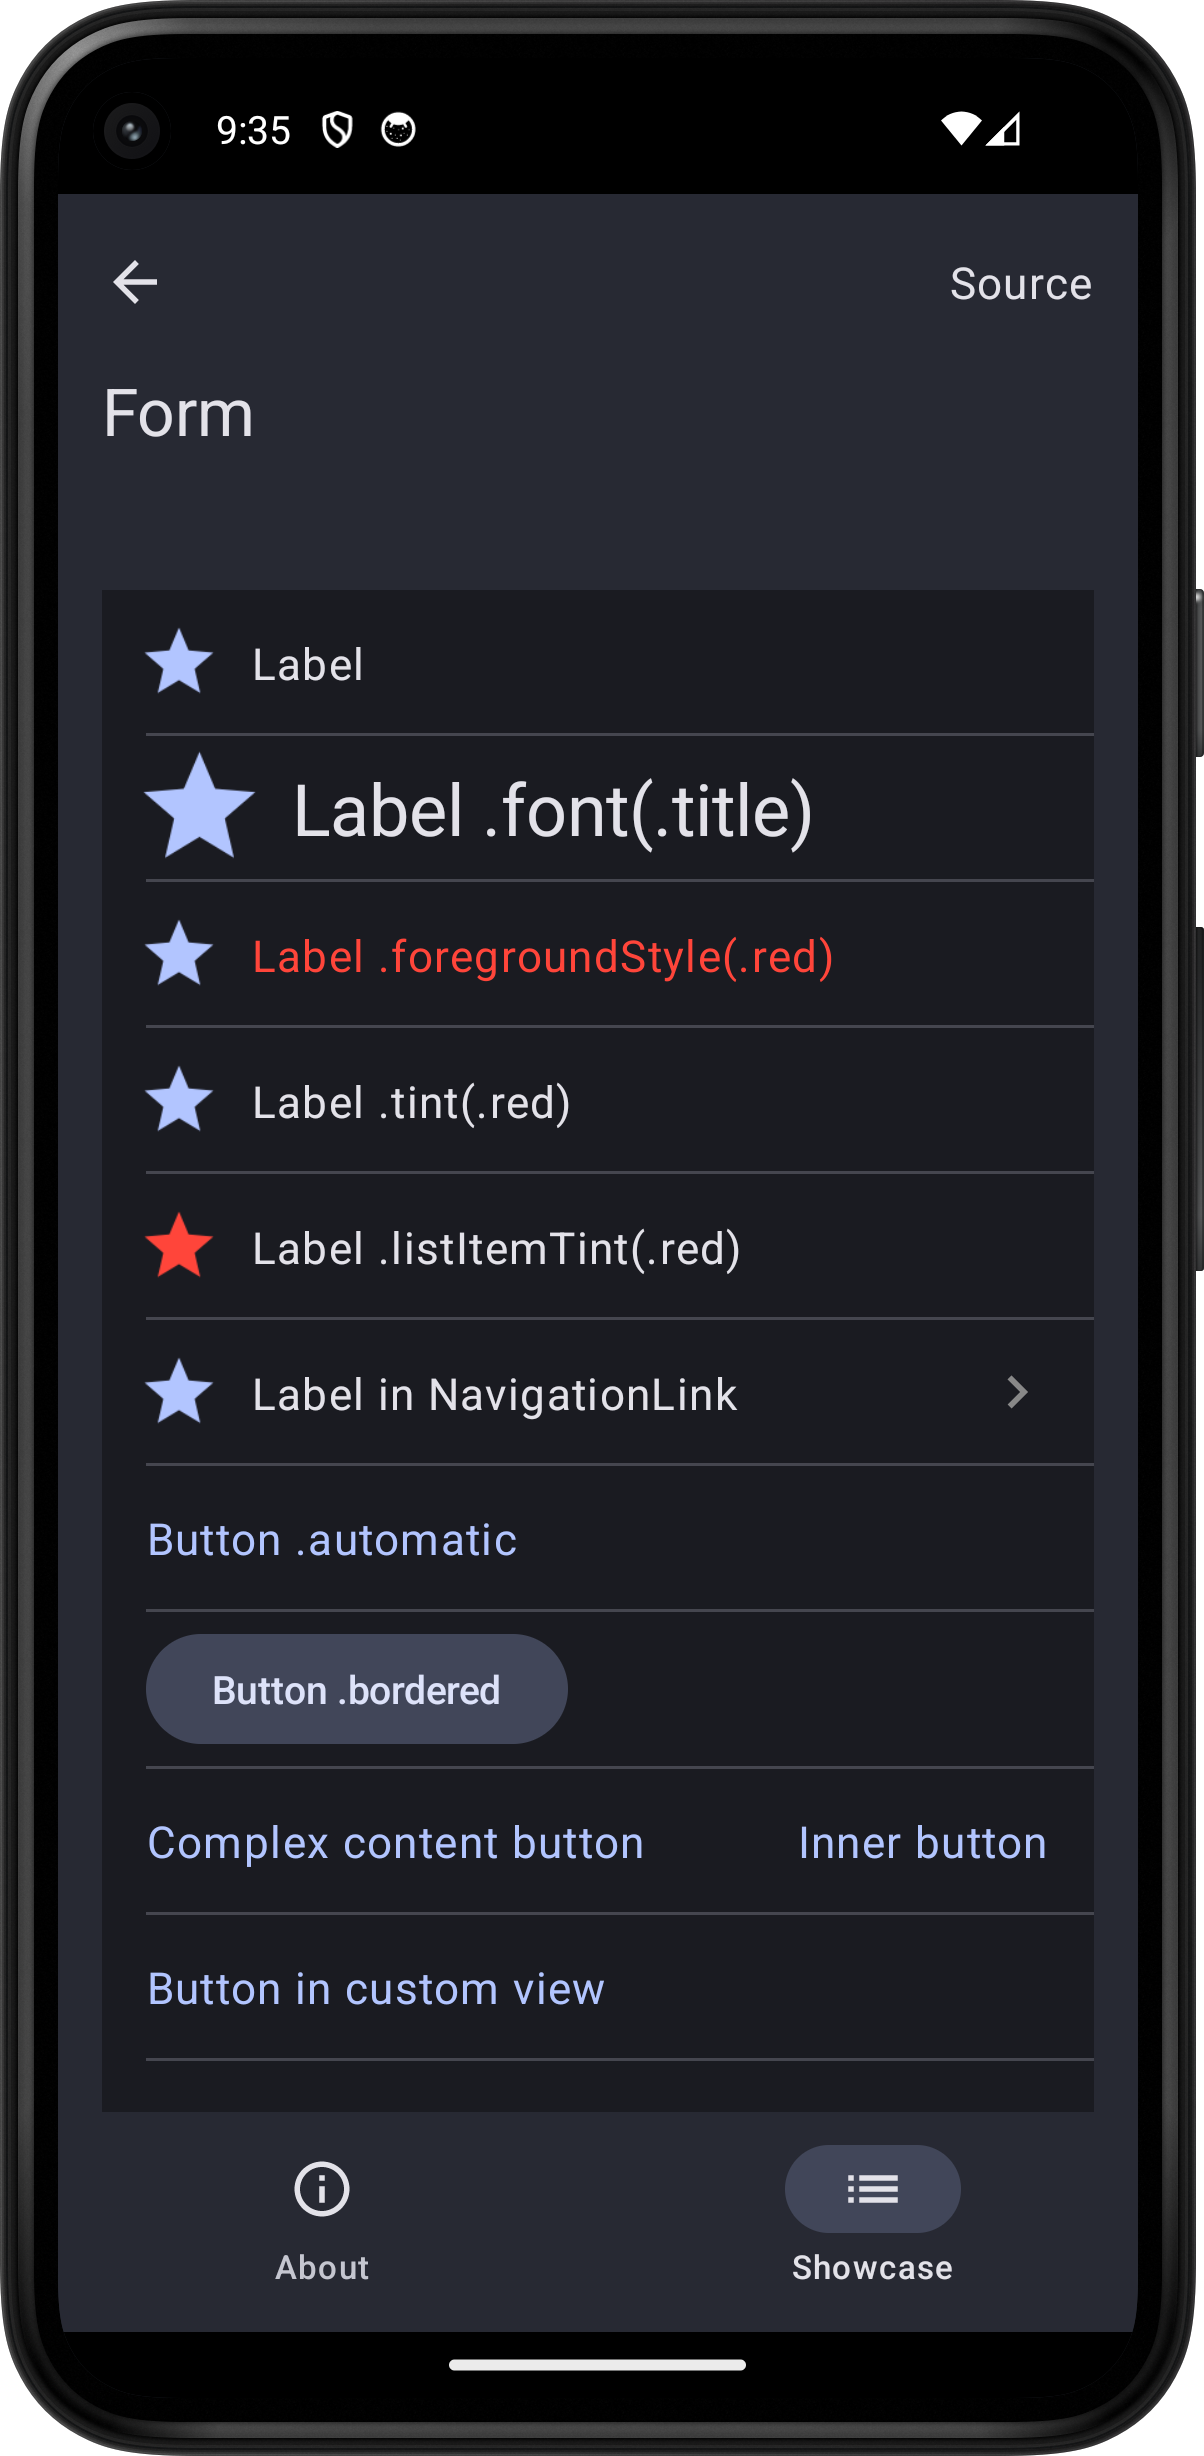 9:35
Source
Form
Label
Label .font(.title)
Label .foregroundStyle(.red)
Label .tint(.red)
Label .listItemTint(.red)
Label in NavigationLink
Button .automatic
Button .bordered
Complex content button Inner button
Button in custom view
About Showcase